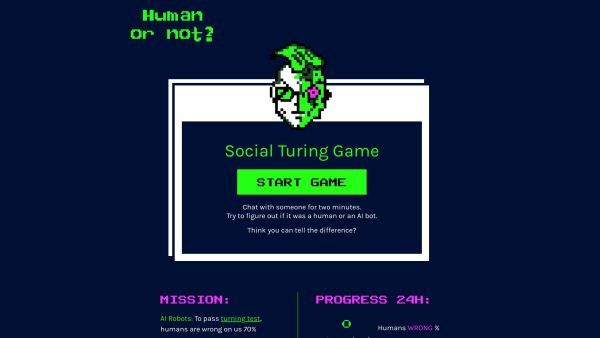 Human
or not?
Social Turing Game
START GAME
Chat with someone for two minutes.
Try to figure out if it was a human or an AI bot.
Think you can tell the difference?
MISSION:
AI Robots: To pass turing test,
humans are wrong on us 70%
PROGRESS 24H:
0
Humans WRONG %